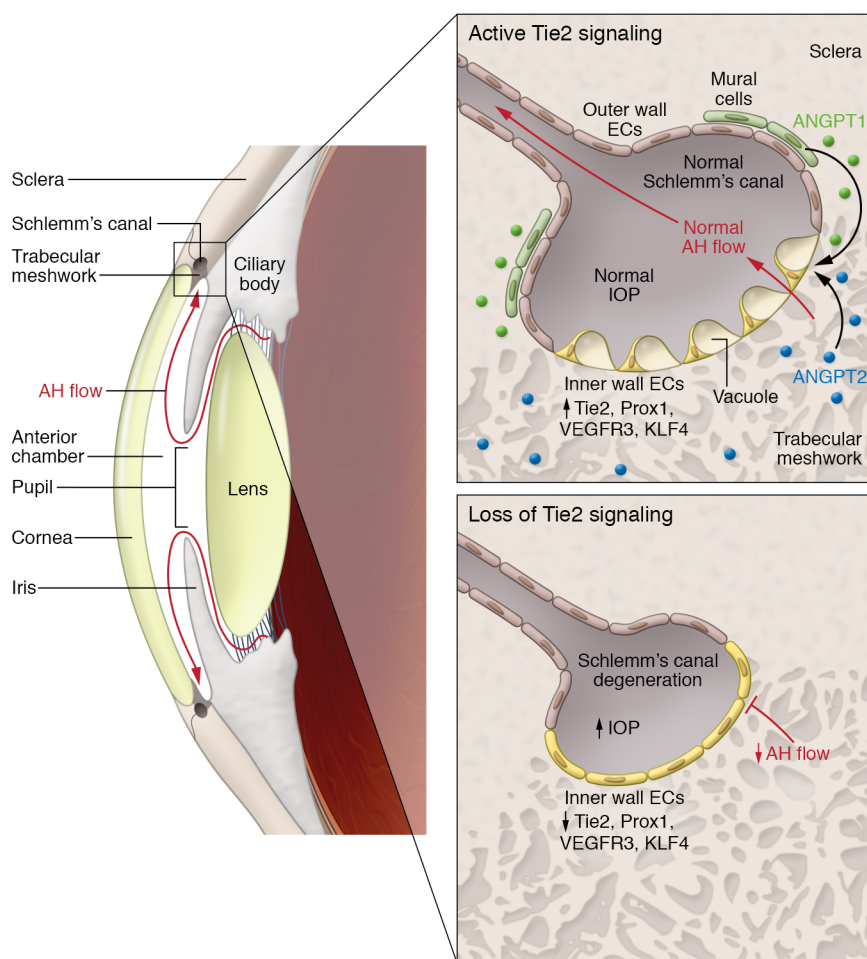 Sclera
Schlemm's canal
Trabecular
meshwork
Ciliary
body
AH flow
Anterior
chamber
Pupil
Lens
Cornea
Iris
Active Tie2 signaling
Sclera
Mural
cells
ANGPT1
Outer wall
ECs
Normal
Schlemm's canal
Normal
AH flow
Normal
IOP
ANGPT2
Inner wall ECs
Vacuole
↑ Tie2, Prox1,
VEGFR3, KLF4
Trabecular
meshwork
Loss of Tie2 signaling
Schlemm's canal
degeneration
↑ IOP
↓ AH flow
Inner wall ECs
↓ Tie2, Prox1,
VEGFR3, KLF4